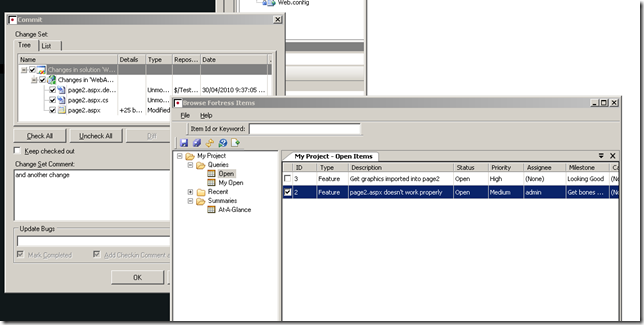 Web.config
Commit
Change Set:
Tree List
Name Details Type Repos... Date
Changes in solution 'W...
Changes in 'WebA...
page2.aspx.de... Unmo... $/Test... 30/04/2010 9:37:05
page2.aspx.cs Unmo...
page2.aspx +25 b... Modified
Check All Uncheck All Diff
Keep checked out
Change Set Comment:
and another change
Update Bugs
Mark Completed Add Checkin Comment a
OK
Browse Fortress Items
File Help
Item Id or Keyword:
My Project
Queries
Open
My Open
Recent
Summaries
At-A-Glance
My Project - Open Items
ID Type Description Status Priority Assignee Milestone
3 Feature Get graphics imported into page2 Open High (None) Looking Good (No
2 Feature page2.aspx doesn't work properly Open Medium admin Get bones ... (No